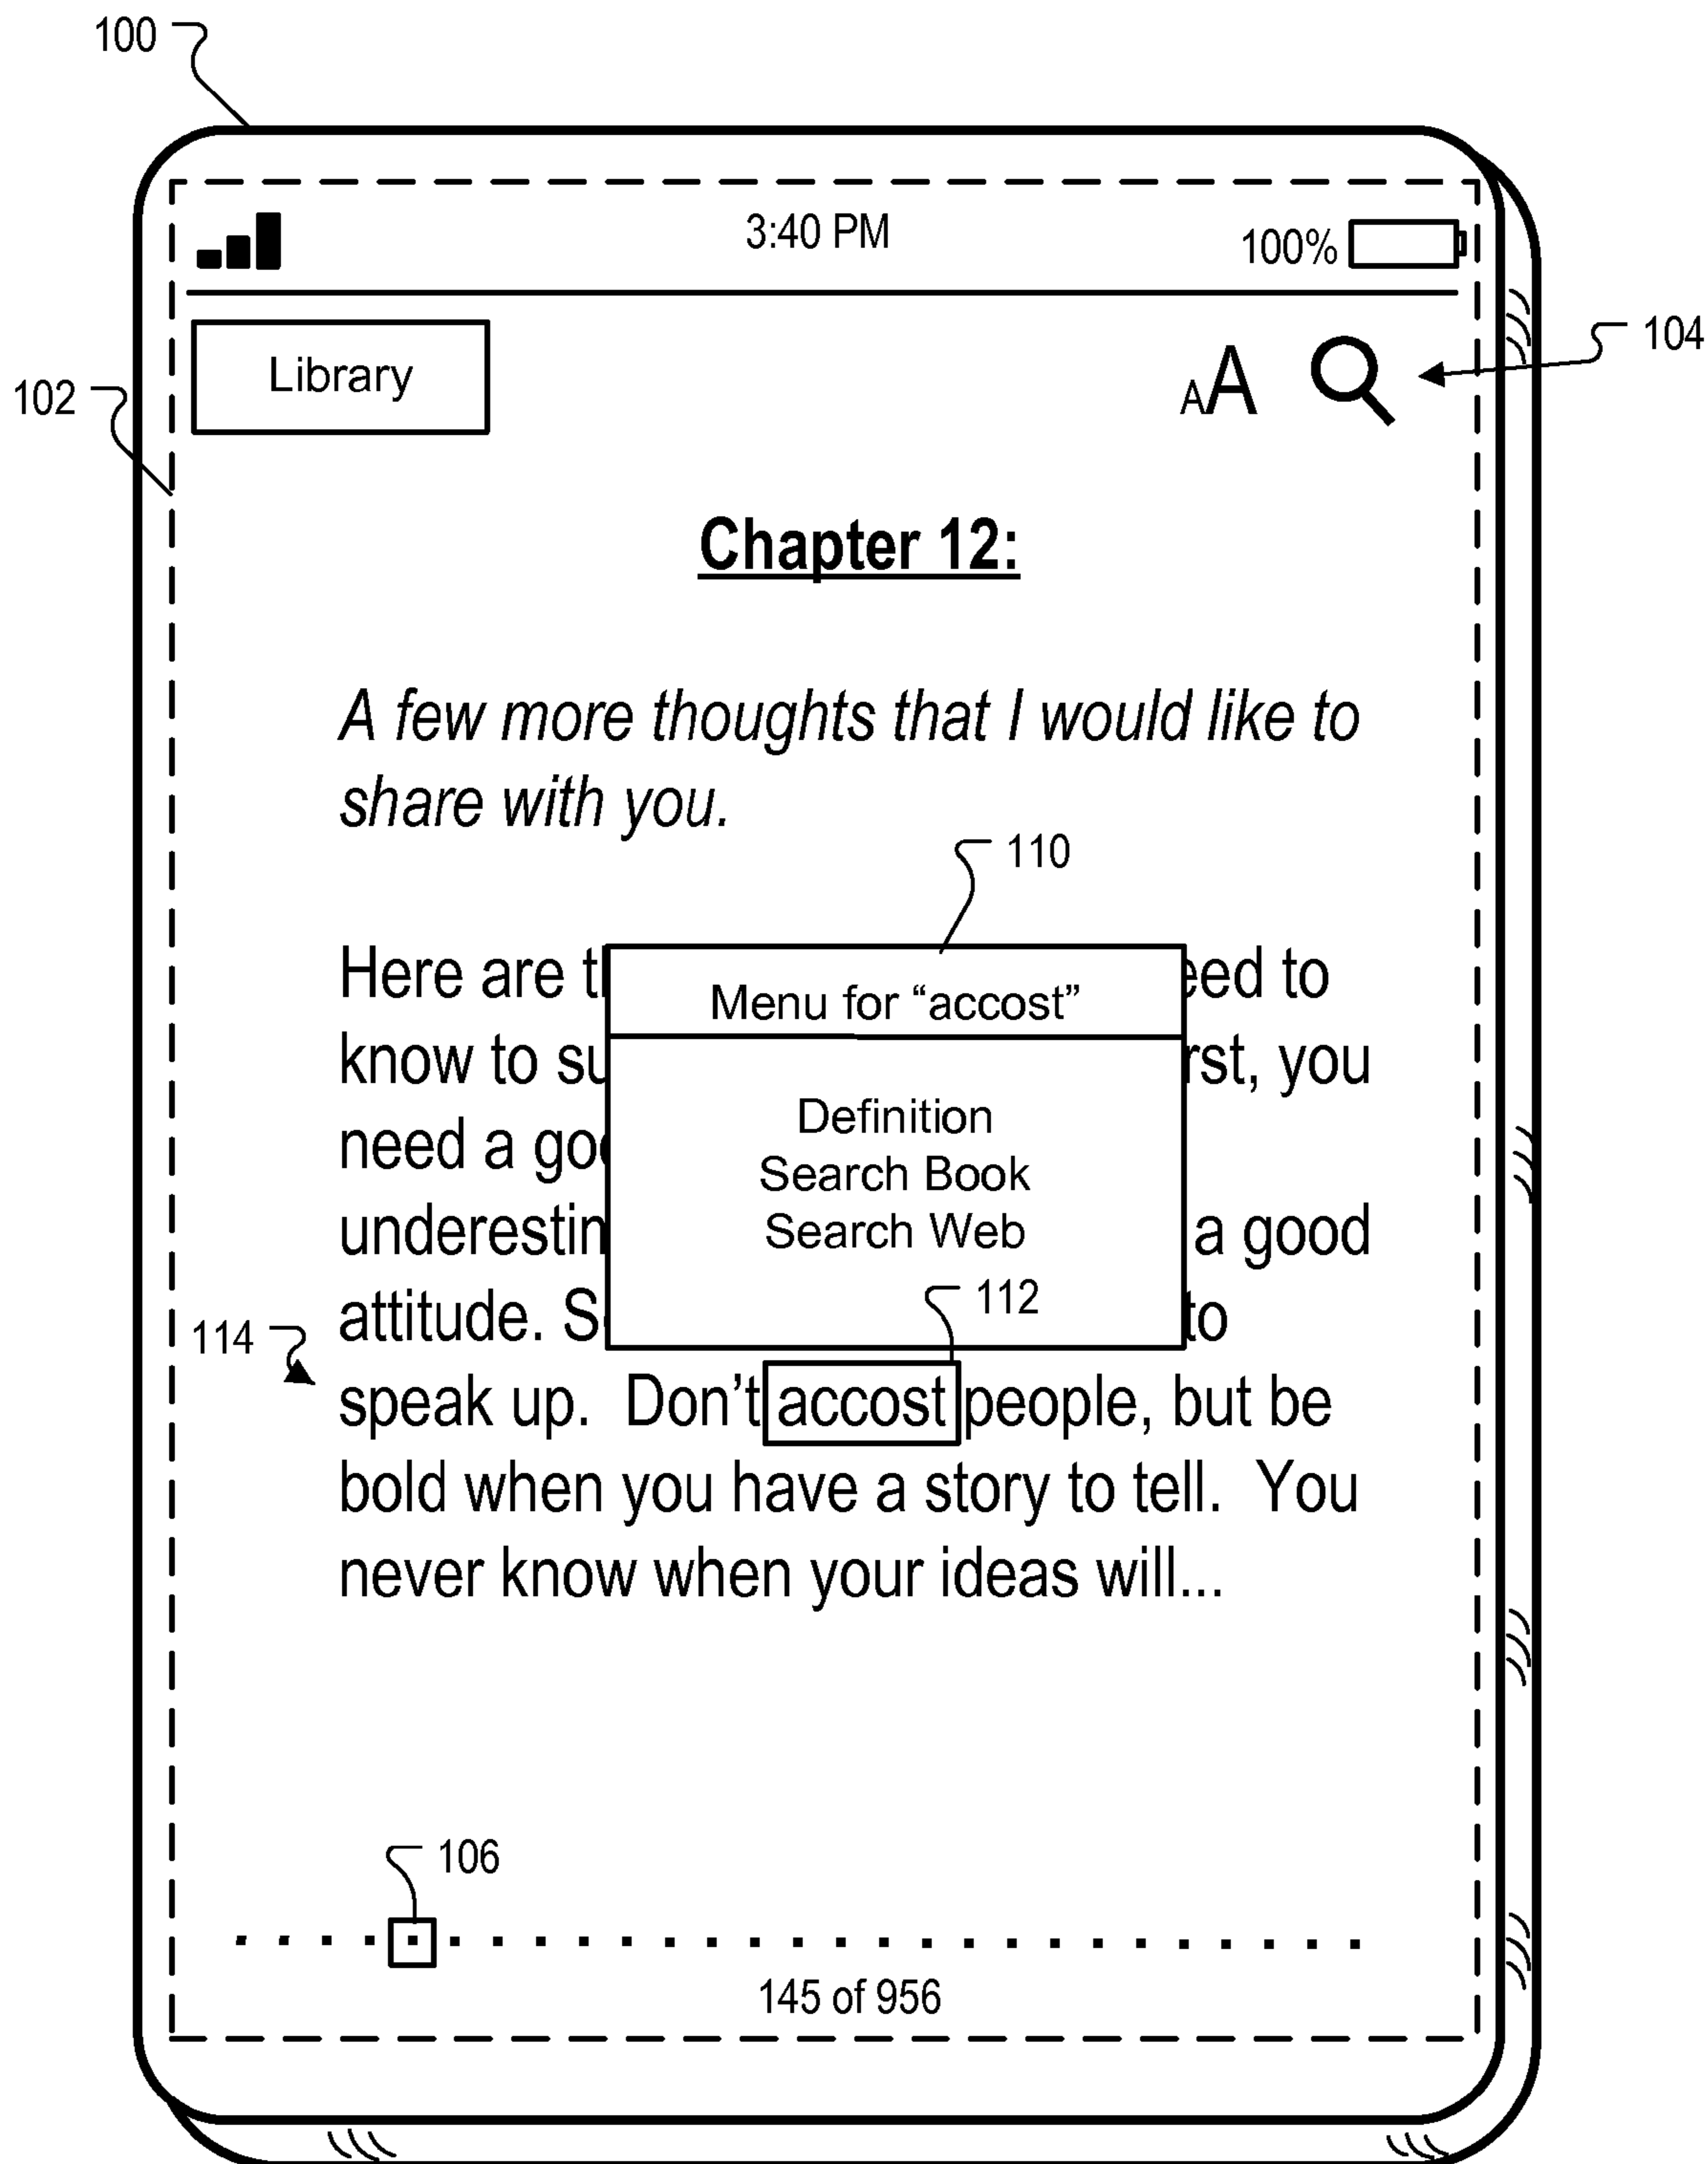 100
3:40 PM
100%
104
Library
AA
102
Chapter 12:
A few more thoughts that I would like to
share with you.
110
Here are eed to
Menu for “accost”
know to su rst, you
Definition
need a go
Search Book
underestim a good
Search Web
112
attitude. S to
114
speak up. Don’t accost people, but be
bold when you have a story to tell. You
never know when your ideas will...
106
145 of 956